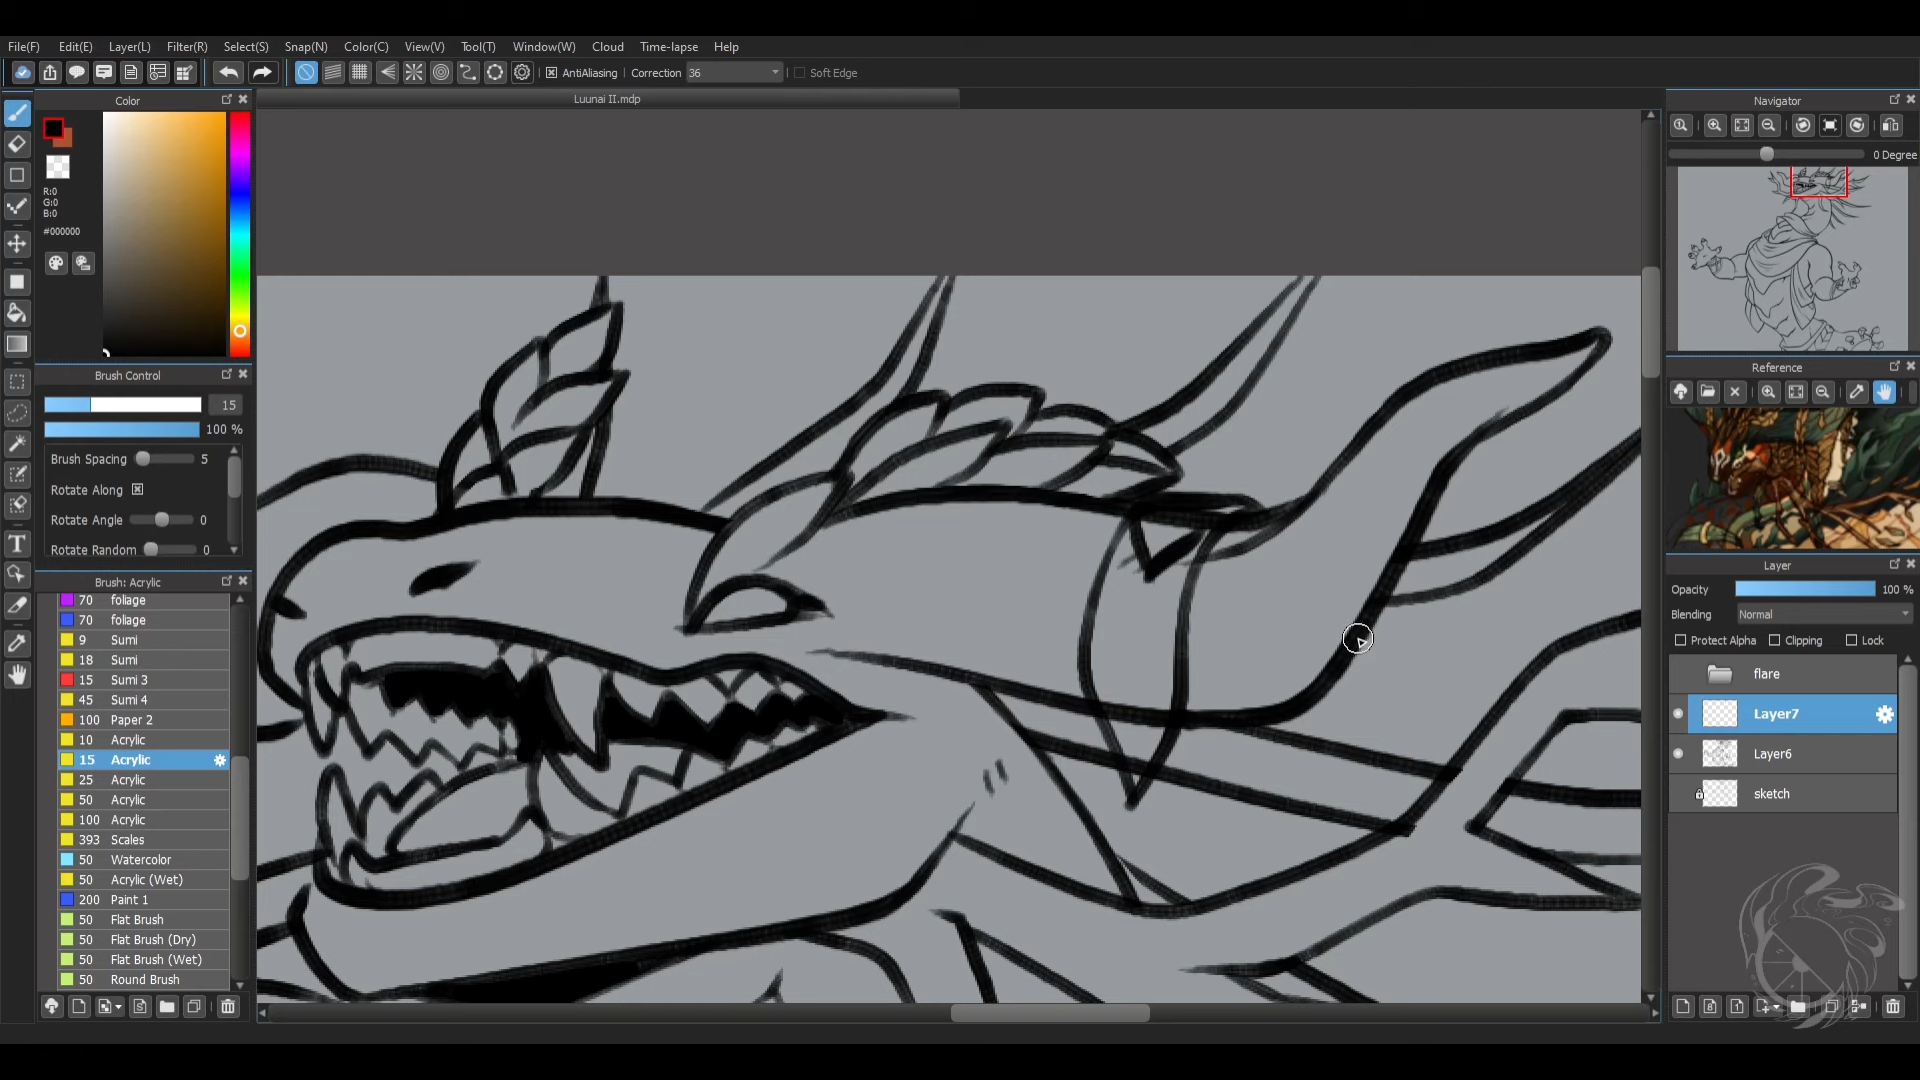 File(F) Edit(E) Layer(L) Filter(R) Select(S) Snap(N) Color(C) View(V) Tool(T) Window(W) Cloud Time-lapse Help
AntiAliasing Correction 36 Soft Edge
Color
Luunai II.mdp
Navigator
R:0
G:0
B:0
#000000
0 Degree
Brush Control
15
100 %
Brush Spacing 5
Rotate Along
Rotate Angle 0
Rotate Random 0
Brush: Acrylic
70 foliage
70 foliage
9 Sumi
18 Sumi
15 Sumi 3
45 Sumi 4
100 Paper 2
10 Acrylic
15 Acrylic
25 Acrylic
50 Acrylic
100 Acrylic
393 Scales
50 Watercolor
50 Acrylic (Wet)
200 Paint 1
50 Flat Brush
50 Flat Brush (Dry)
50 Flat Brush (Wet)
50 Round Brush
Reference
Layer
Opacity 100 %
Blending Normal
Protect Alpha Clipping Lock
flare
Layer7
Layer6
sketch